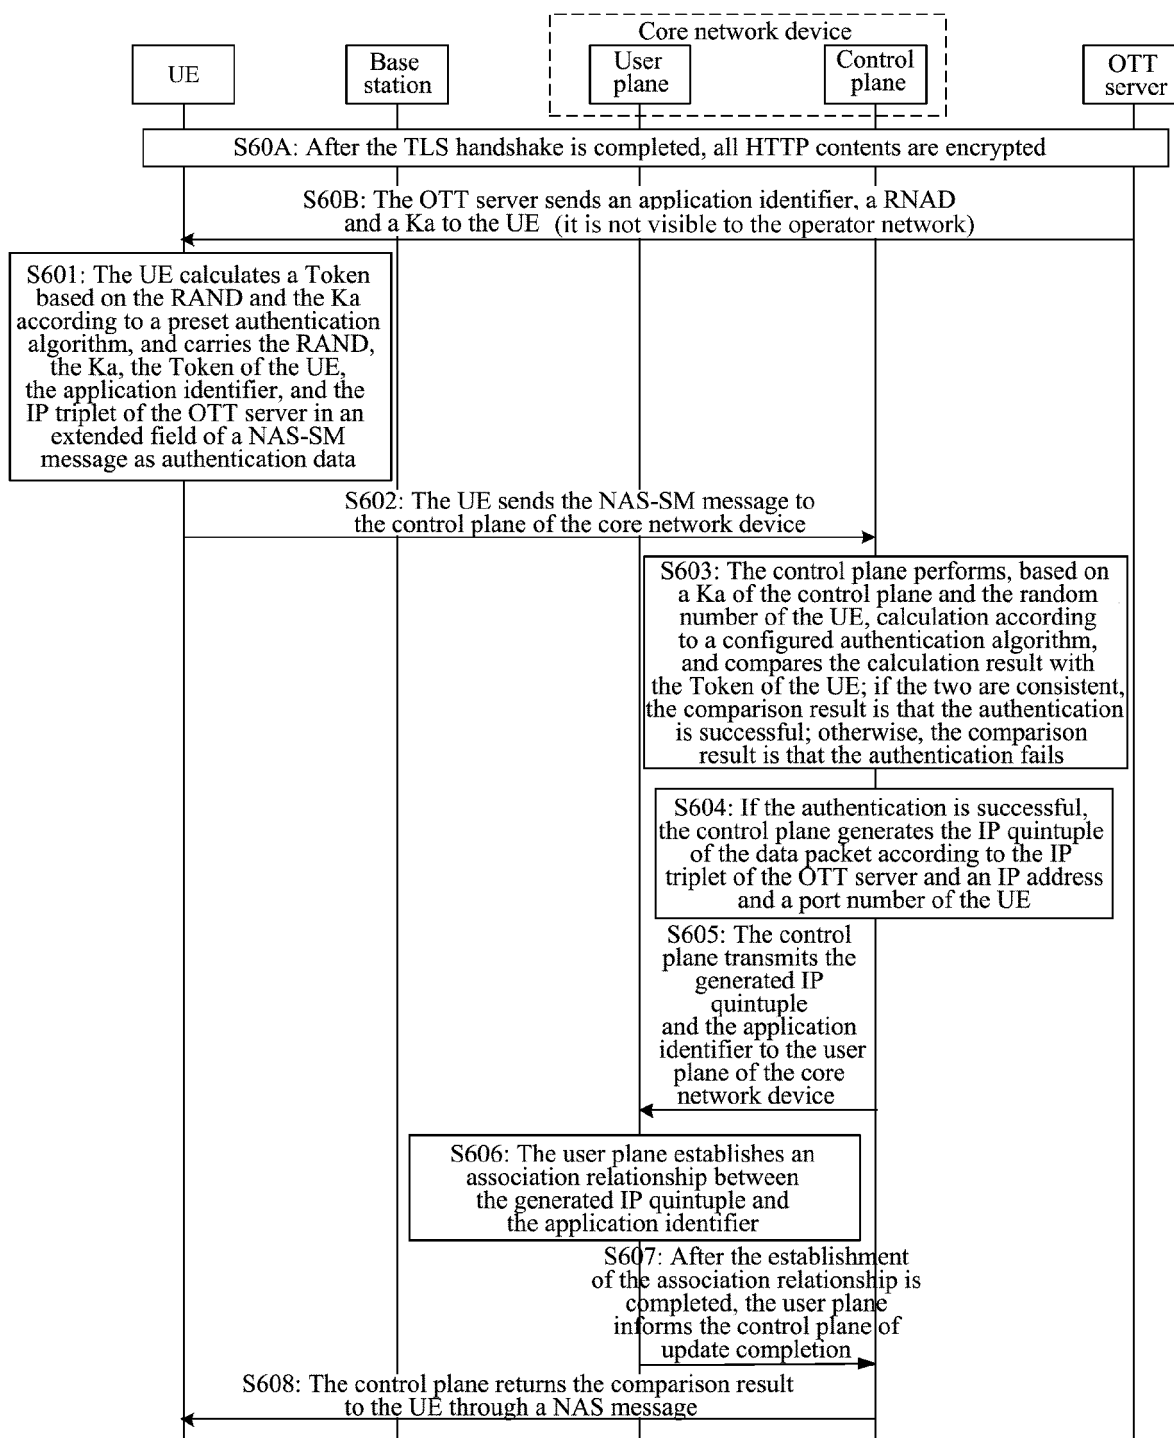 Core network device
UE
Base
station
User
plane
Control
plane
OTT
server
S60A: After the TLS handshake is completed, all HTTP contents are encrypted
S60B: The OTT server sends an application identifier, a RNAD
and a Ka to the UE (it is not visible to the operator network)
S601: The UE calculates a Token
based on the RAND and the Ka
according to a preset authentication
algorithm, and carries the RAND,
the Ka, the Token of the UE,
the application identifier, and the
IP triplet of the OTT server in an
extended field of a NAS-SM
message as authentication data
S602: The UE sends the NAS-SM message to
the control plane of the core network device
S603: The control plane performs, based on
a Ka of the control plane and the random
number of the UE, calculation according
to a configured authentication algorithm,
and compares the calculation result with
the Token of the UE; if the two are consistent,
the comparison result is that the authentication
is successful; otherwise, the comparison
result is that the authentication fails
S604: If the authentication is successful,
the control plane generates the IP quintuple
of the data packet according to the IP
triplet of the OTT server and an IP address
and a port number of the UE
S605: The control
plane transmits the
generated IP
quintuple
and the application
identifier to the user
plane of the core
network device
S606: The user plane establishes an
association relationship between
the generated IP quintuple and
the application identifier
S607: After the establishment
of the association relationship is
completed, the user plane
informs the control plane of
update completion
S608: The control plane returns the comparison result
to the UE through a NAS message